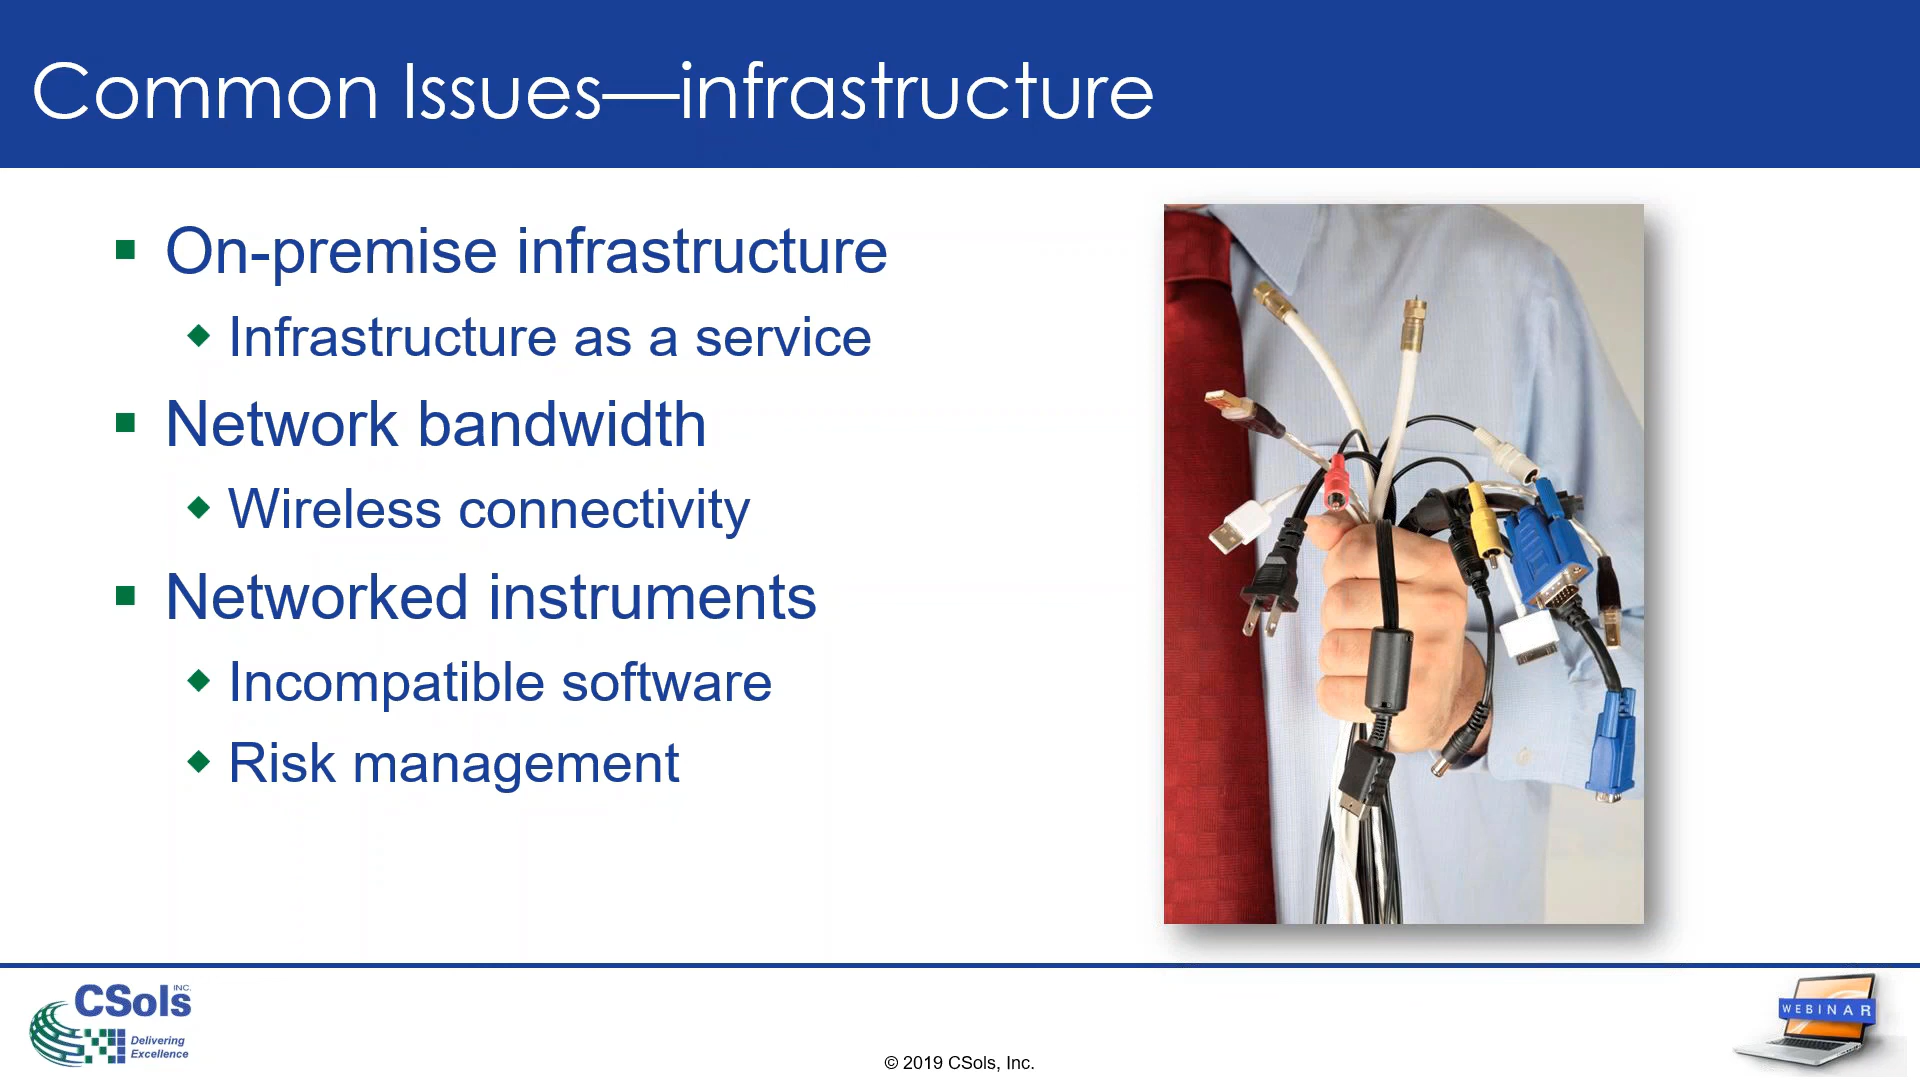 Common Issues—infrastructure
On-premise infrastructure
Infrastructure as a service
Network bandwidth
Wireless connectivity
Networked instruments
Incompatible software
Risk management
CSols INC.
Delivering
Excellence
© 2019 CSols, Inc.
WEBINAR